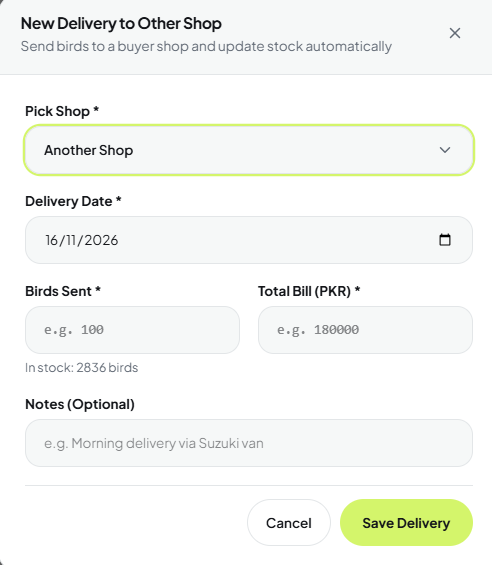 New Delivery to Other Shop
Send birds to a buyer shop and update stock automatically
Pick Shop *
Another Shop
Delivery Date *
16/11/2026
Birds Sent *
Total Bill (PKR) *
e.g. 100
e.g. 180000
In stock: 2836 birds
Notes (Optional)
e.g. Morning delivery via Suzuki van
Cancel
Save Delivery